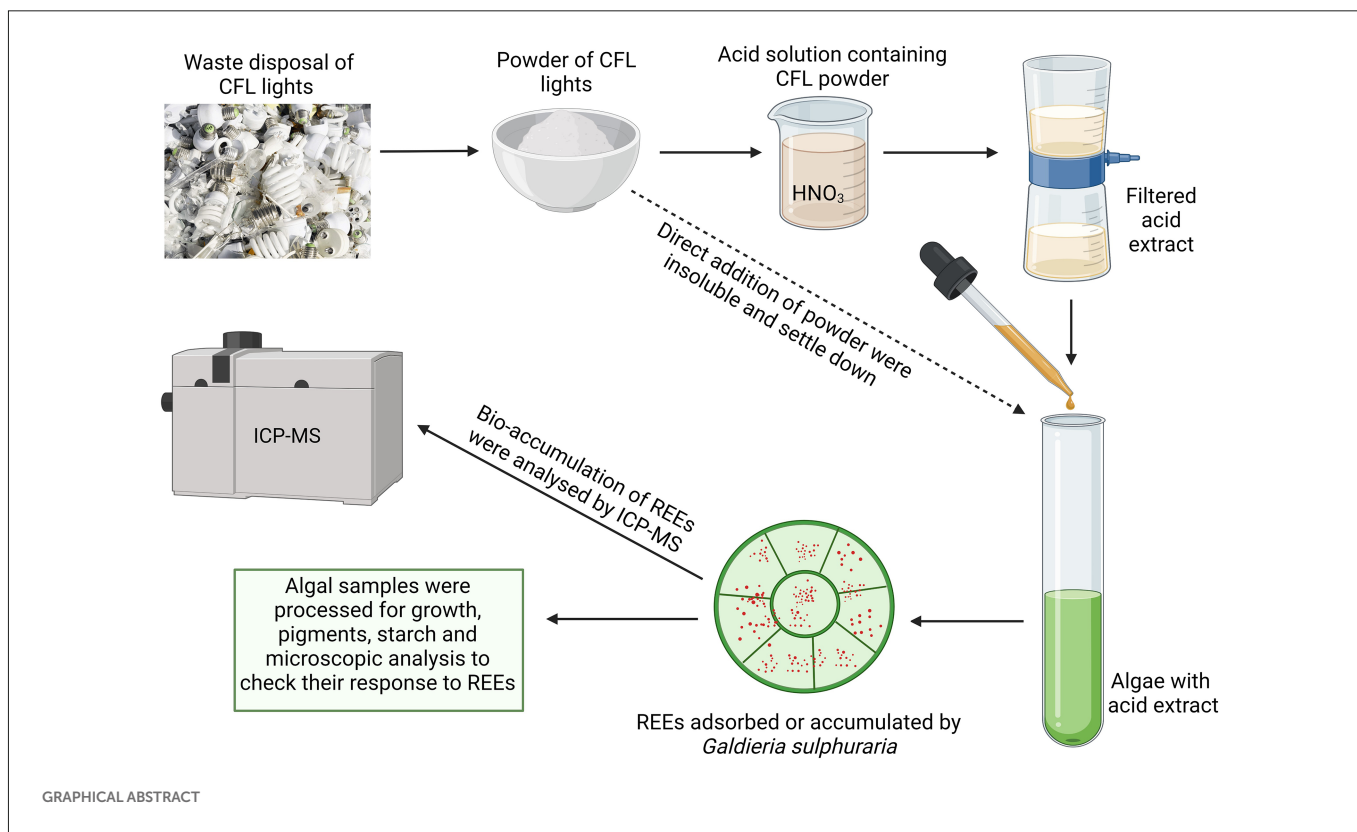 Waste disposal of
CFL lights
Powder of CFL
lights
Acid solution containing
CFL powder
HNO₃
Filtered
acid
extract
Direct addition of powder were
insoluble and settle down
ICP-MS
Bio-accumulation of REEs
were analysed by ICP-MS
Algal samples were
processed for growth,
pigments, starch and
microscopic analysis to
check their response to REEs
REEs adsorbed or accumulated by
Galdieria sulphuraria
Algae with
acid extract
GRAPHICAL ABSTRACT